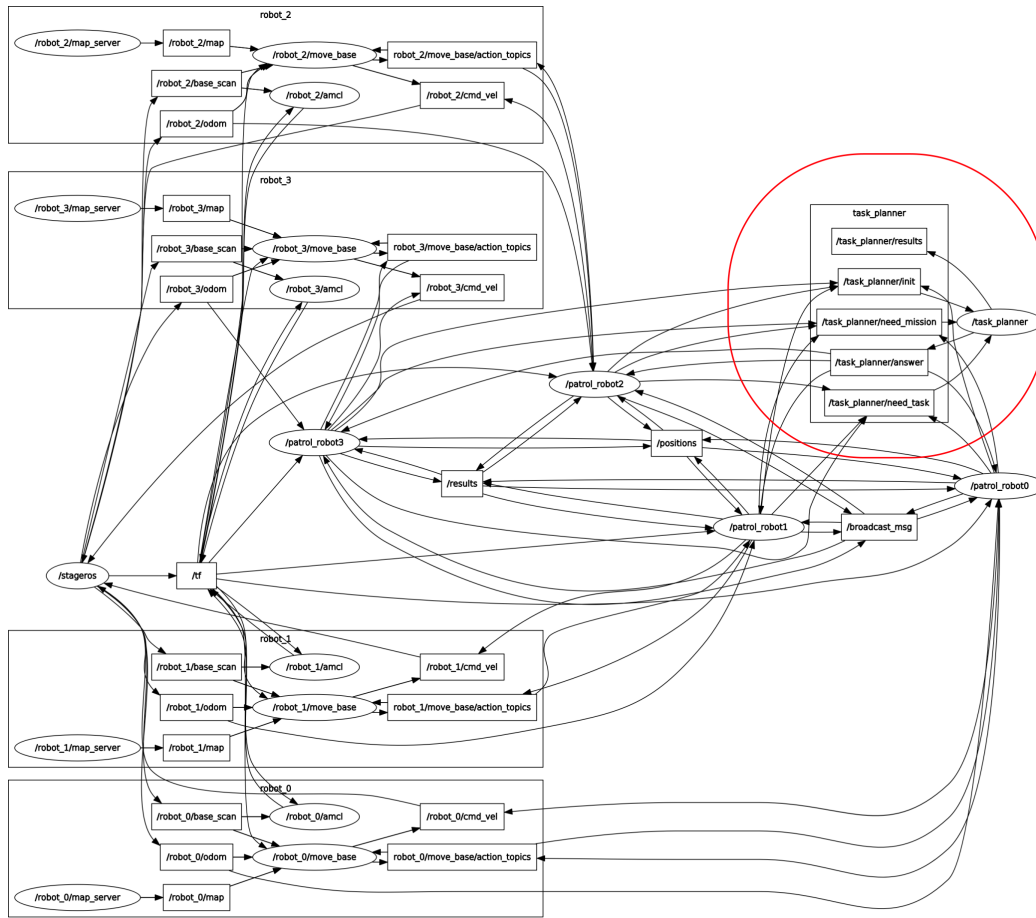 robot_2
/robot_2/map_server
/robot_2/map
/robot_2/move_base
/robot_2/move_base/action_topics
/robot_2/base_scan
/robot_2/amcl
/robot_2/cmd_vel
/robot_2/odom
robot_3
/robot_3/map_server
/robot_3/map
/robot_3/base_scan
/robot_3/move_base
/robot_3/move_base/action_topics
/robot_3/odom
/robot_3/amcl
/robot_3/cmd_vel
task_planner
/task_planner/results
/task_planner/init
/task_planner/need_mission
/task_planner
/task_planner/answer
/task_planner/need_task
/patrol_robot2
/patrol_robot3
/positions
/results
/patrol_robot0
/patrol_robot1
/broadcast_msg
/stageros
/tf
robot_1
/robot_1/base_scan
/robot_1/amcl
/robot_1/cmd_vel
/robot_1/odom
/robot_1/move_base
/robot_1/move_base/action_topics
/robot_1/map_server
/robot_1/map
robot_0
/robot_0/base_scan
/robot_0/amcl
/robot_0/cmd_vel
/robot_0/odom
/robot_0/move_base
/robot_0/move_base/action_topics
/robot_0/map_server
/robot_0/map